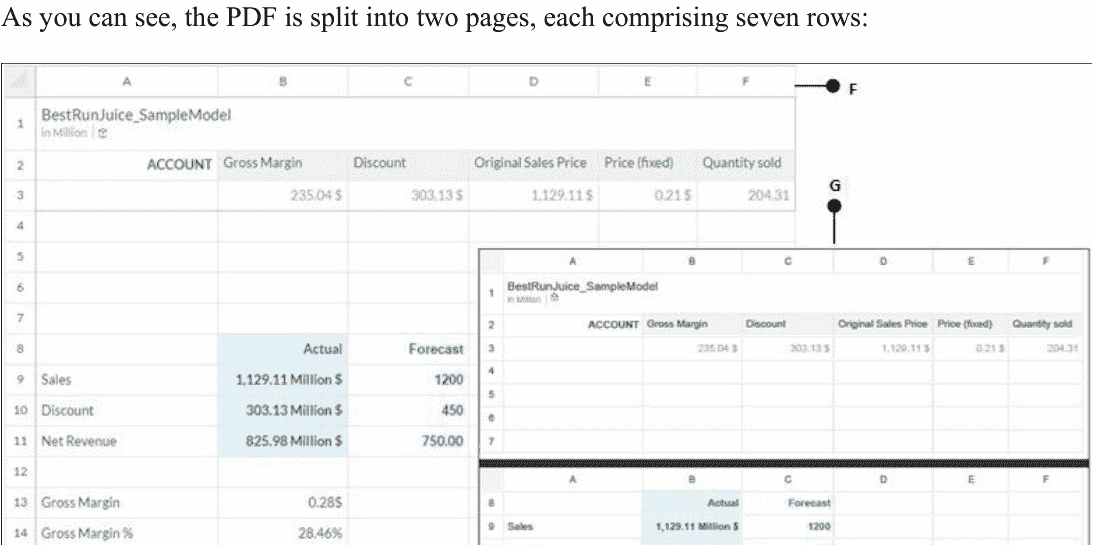 As you can see, the PDF is split into two pages, each comprising seven rows:
A B C D E F
F
1 BestRunJuice_SampleModel
in Million
2 ACCOUNT Gross Margin Discount Original Sales Price Price (fixed) Quantity sold
3 235.04 $ 303.13 $ 1,129.11 $ 0.21 $ 204.31
4
5
6
7
8 Actual Forecast
9 Sales 1,129.11 Million $ 1200
10 Discount 303.13 Million $ 450
11 Net Revenue 825.98 Million $ 750.00
12
13 Gross Margin 0.28$
14 Gross Margin % 28.46%
G
A B C D E F
1 BestRunJuice_SampleModel
in Million
2 ACCOUNT Gross Margin Discount Original Sales Price Price (fixed) Quantity sold
3 235.04 $ 303.13 $ 1,129.11 $ 0.21 $ 204.31
4
5
6
7
A B C D E F
8 Actual Forecast
9 Sales 1,129.11 Million $ 1200